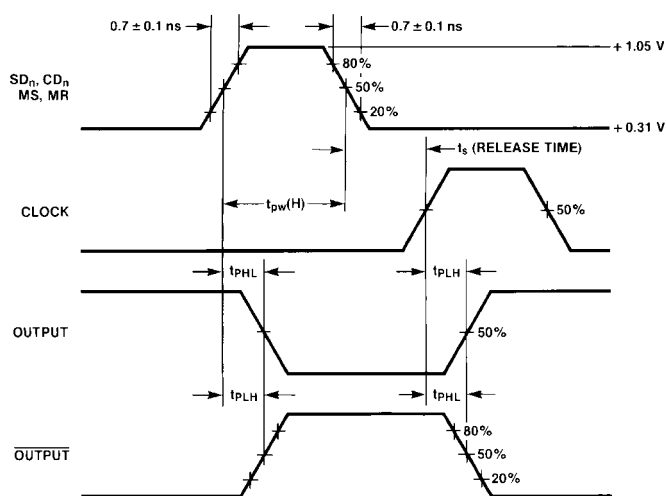 0.7 ± 0.1 ns
0.7 ± 0.1 ns
+ 1.05 V
SDn, CDn
MS, MR
80%
50%
20%
+ 0.31 V
ts (RELEASE TIME)
CLOCK
tpw(H)
50%
tPHL
tPLH
OUTPUT
50%
tPLH
tPHL
OUTPUT
80%
50%
20%